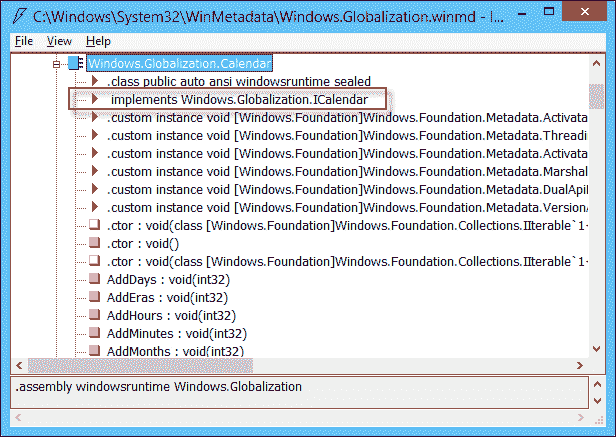 C:\Windows\System32\WinMetadata\Windows.Globalization.winmd - I...
File View Help
Windows.Globalization.Calendar
.class public auto ansi windowsruntime sealed
implements Windows.Globalization.ICalendar
.custom instance void [Windows.Foundation]Windows.Foundation.Metadata.Activata
.custom instance void [Windows.Foundation]Windows.Foundation.Metadata.Threadi
.custom instance void [Windows.Foundation]Windows.Foundation.Metadata.Activata
.custom instance void [Windows.Foundation]Windows.Foundation.Metadata.Marshal
.custom instance void [Windows.Foundation]Windows.Foundation.Metadata.DualApiI
.custom instance void [Windows.Foundation]Windows.Foundation.Metadata.VersionA
.ctor : void(class [Windows.Foundation]Windows.Foundation.Collections.IIterable`1<
.ctor : void()
.ctor : void(class [Windows.Foundation]Windows.Foundation.Collections.IIterable`1<
AddDays : void(int32)
AddEras : void(int32)
AddHours : void(int32)
AddMinutes : void(int32)
AddMonths : void(int32)
.assembly windowsruntime Windows.Globalization